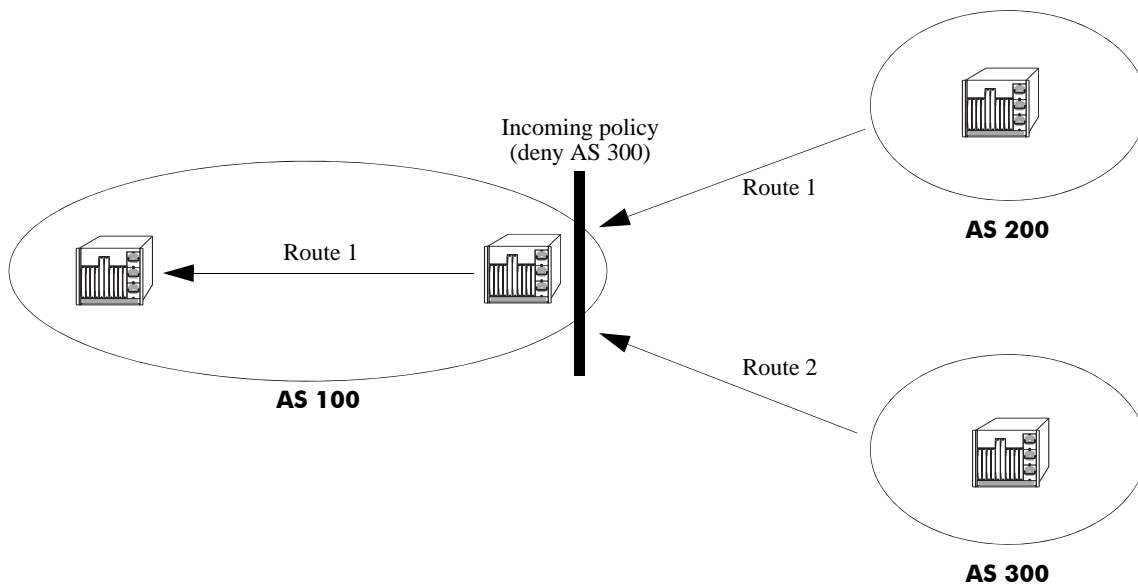 Incoming policy
(deny AS 300)
Route 1
AS 200
Route 1
AS 100
Route 2
AS 300